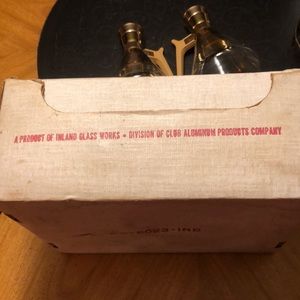 A PRODUCT OF INLAND GLASS WORKS • DIVISION OF CLUB ALUMINUM PRODUCTS COMPANY